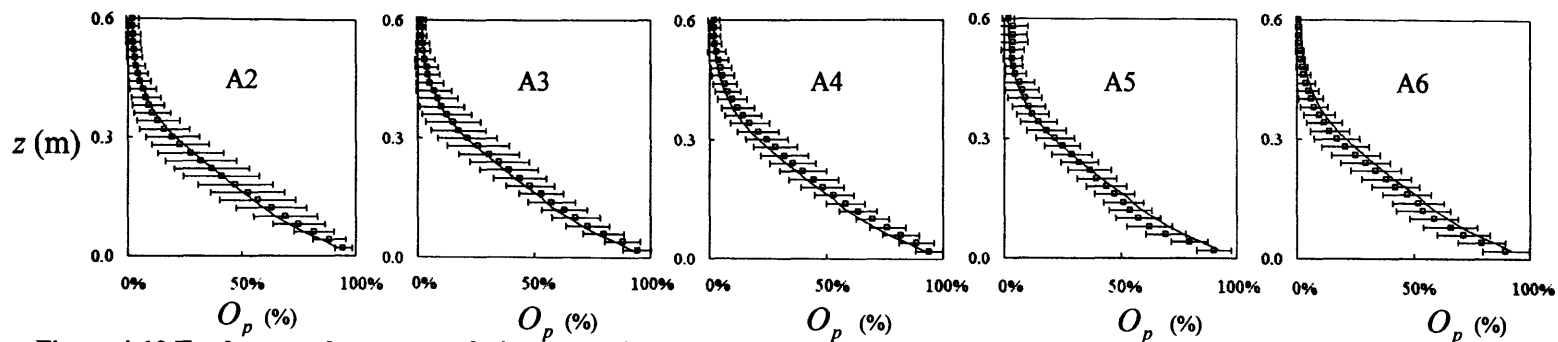 0.6 0.6 0.6 0.6 0.6
A2 A3 A4 A5 A6
z (m) 0.3 0.3 0.3 0.3 0.3
0.0 0.0 0.0 0.0 0.0
0% 50% 100% 0% 50% 100% 0% 50% 100% 0% 50% 100% 0% 50% 100%
O_p (%) O_p (%) O_p (%) O_p (%) O_p (%)